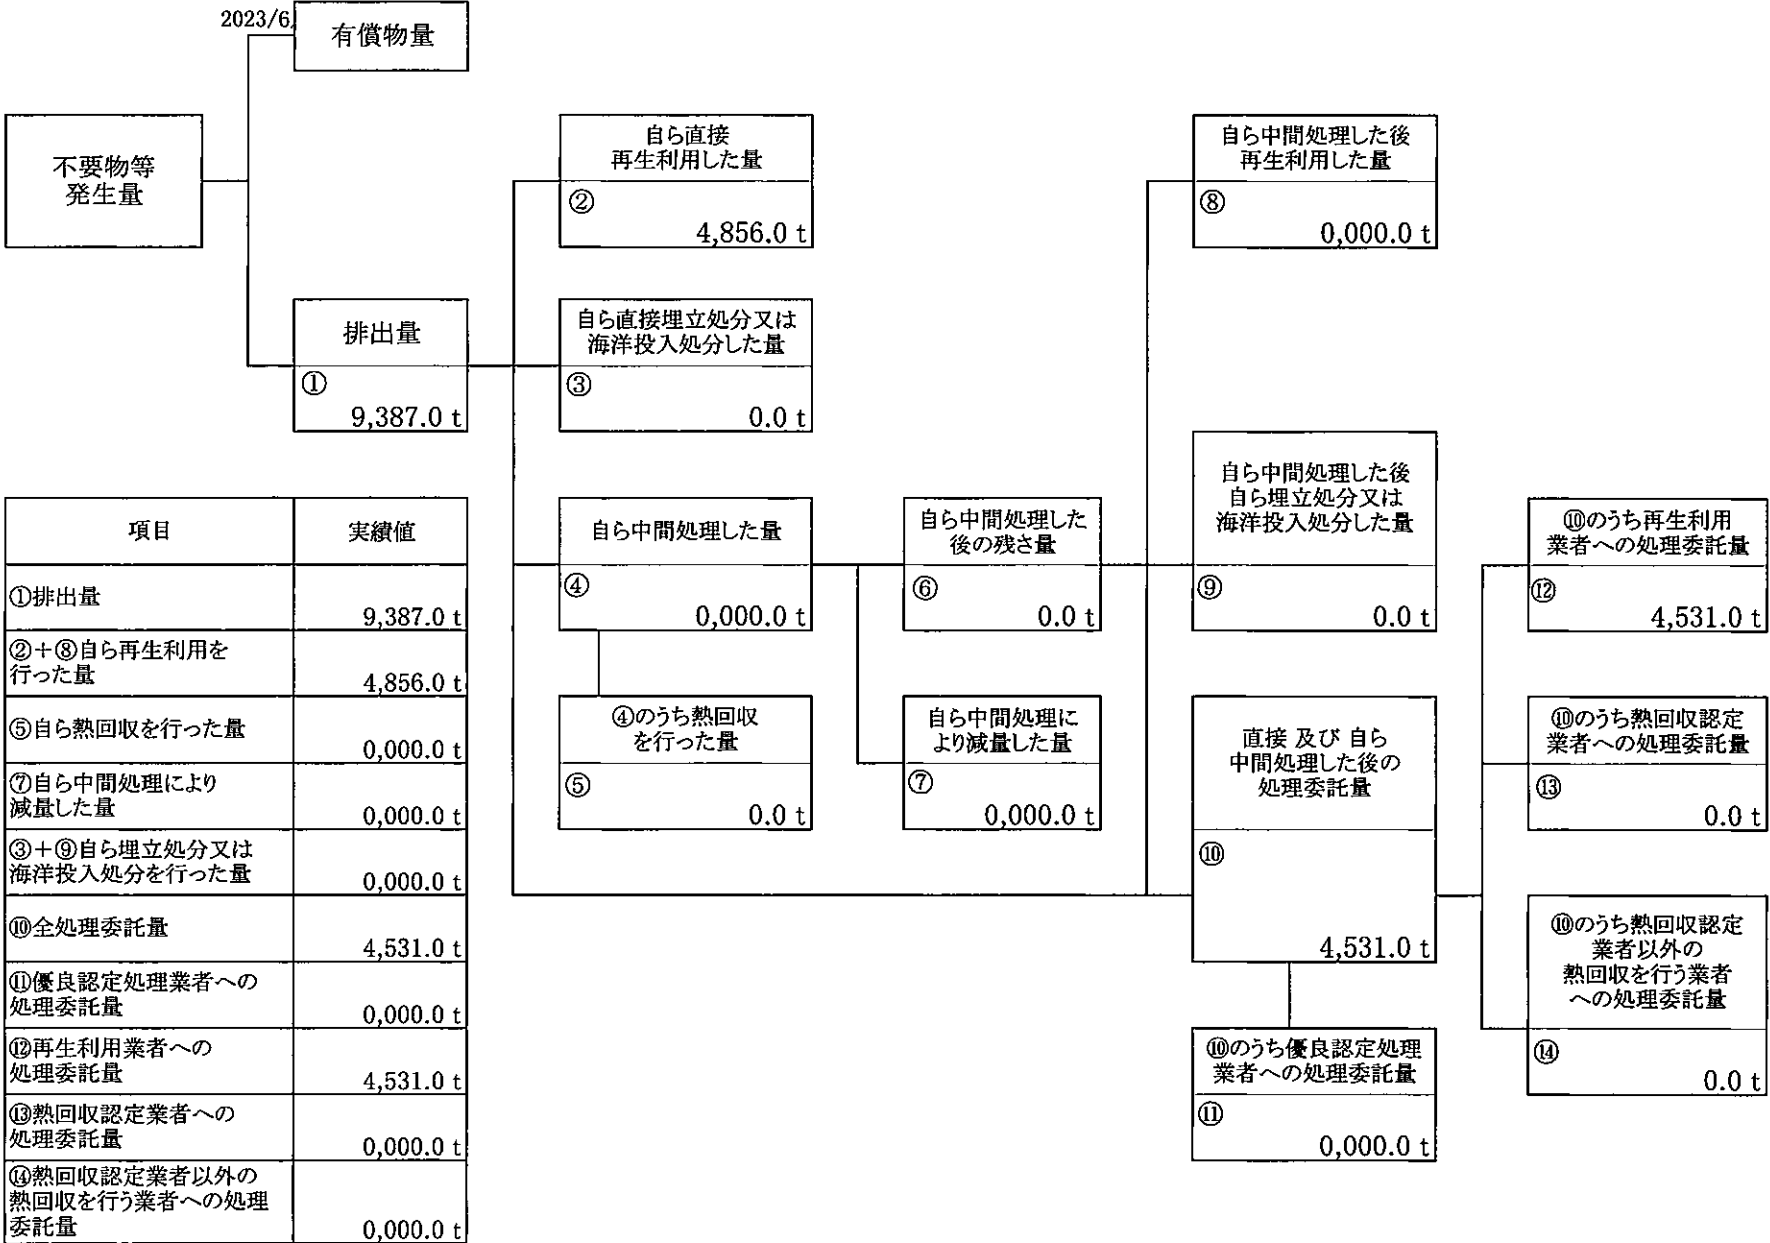 2023/6/
有償物量
不要物等
発生量
自ら直接
再生利用した量
②
4,856.0 t
自ら中間処理した後
再生利用した量
⑧
0,000.0 t
排出量
①
9,387.0 t
自ら直接埋立処分又は
海洋投入処分した量
③
0.0 t
自ら中間処理した量
④
0,000.0 t
自ら中間処理した
後の残さ量
⑥
0.0 t
自ら中間処理した後
自ら埋立処分又は
海洋投入処分した量
⑨
0.0 t
⑩のうち再生利用
業者への処理委託量
⑫
4,531.0 t
④のうち熱回収
を行った量
⑤
0.0 t
自ら中間処理に
より減量した量
⑦
0,000.0 t
直接 及び 自ら
中間処理した後の
処理委託量
⑩
4,531.0 t
⑩のうち熱回収認定
業者への処理委託量
⑬
0.0 t
⑩のうち熱回収認定
業者以外の
熱回収を行う業者
への処理委託量
⑭
0.0 t
⑩のうち優良認定処理
業者への処理委託量
⑪
0,000.0 t
項目 実績値
①排出量 9,387.0 t
②+⑧自ら再生利用を
行った量 4,856.0 t
⑤自ら熱回収を行った量 0,000.0 t
⑦自ら中間処理により
減量した量 0,000.0 t
③+⑨自ら埋立処分又は
海洋投入処分を行った量 0,000.0 t
⑩全処理委託量 4,531.0 t
⑪優良認定処理業者への
処理委託量 0,000.0 t
⑫再生利用業者への
処理委託量 4,531.0 t
⑬熱回収認定業者への
処理委託量 0,000.0 t
⑭熱回収認定業者以外の
熱回収を行う業者への処理
委託量 0,000.0 t